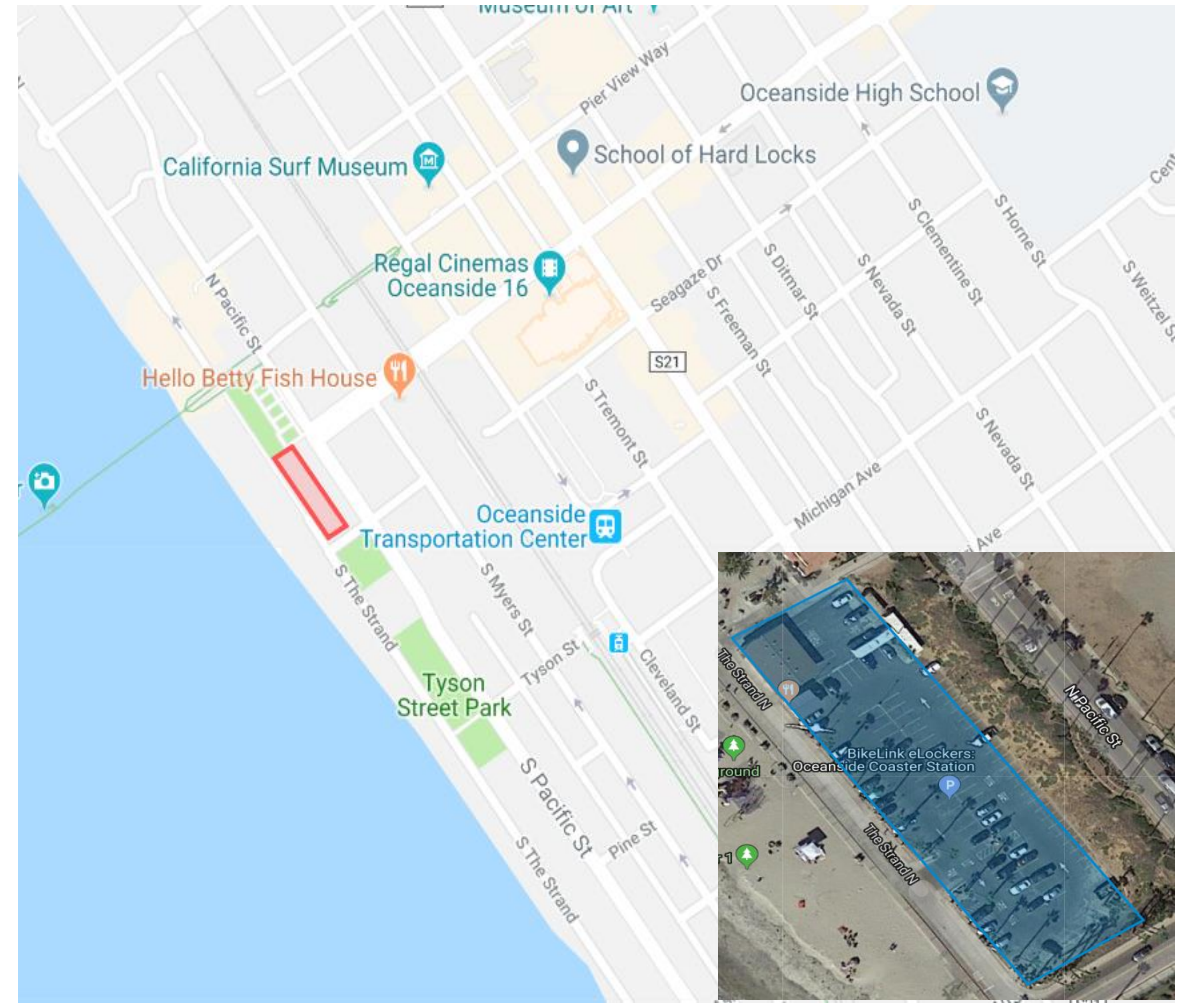 Museum of Art
Pier View Way
Oceanside High School
California Surf Museum
M
School of Hard Locks
Cent
S Horne St
S Clementine St
N Pacific St
Regal Cinemas
Oceanside 16
Seagaze Dr
S Ditmar St
S Nevada St
S Weitzel St
S Freeman St
S21
Hello Betty Fish House
S Tremont St
S Nevada St
r
Michigan Ave
Oceanside
Transportation Center
ri Ave
S The Strand
S Myers St
Tyson St
Cleveland St
Tyson
Street Park
S Pacific St
Pine St
S The Strand
The Strand N
N Pacific St
BikeLink eLockers:
Oceanside Coaster Station
round
P
The Strand N
r 1